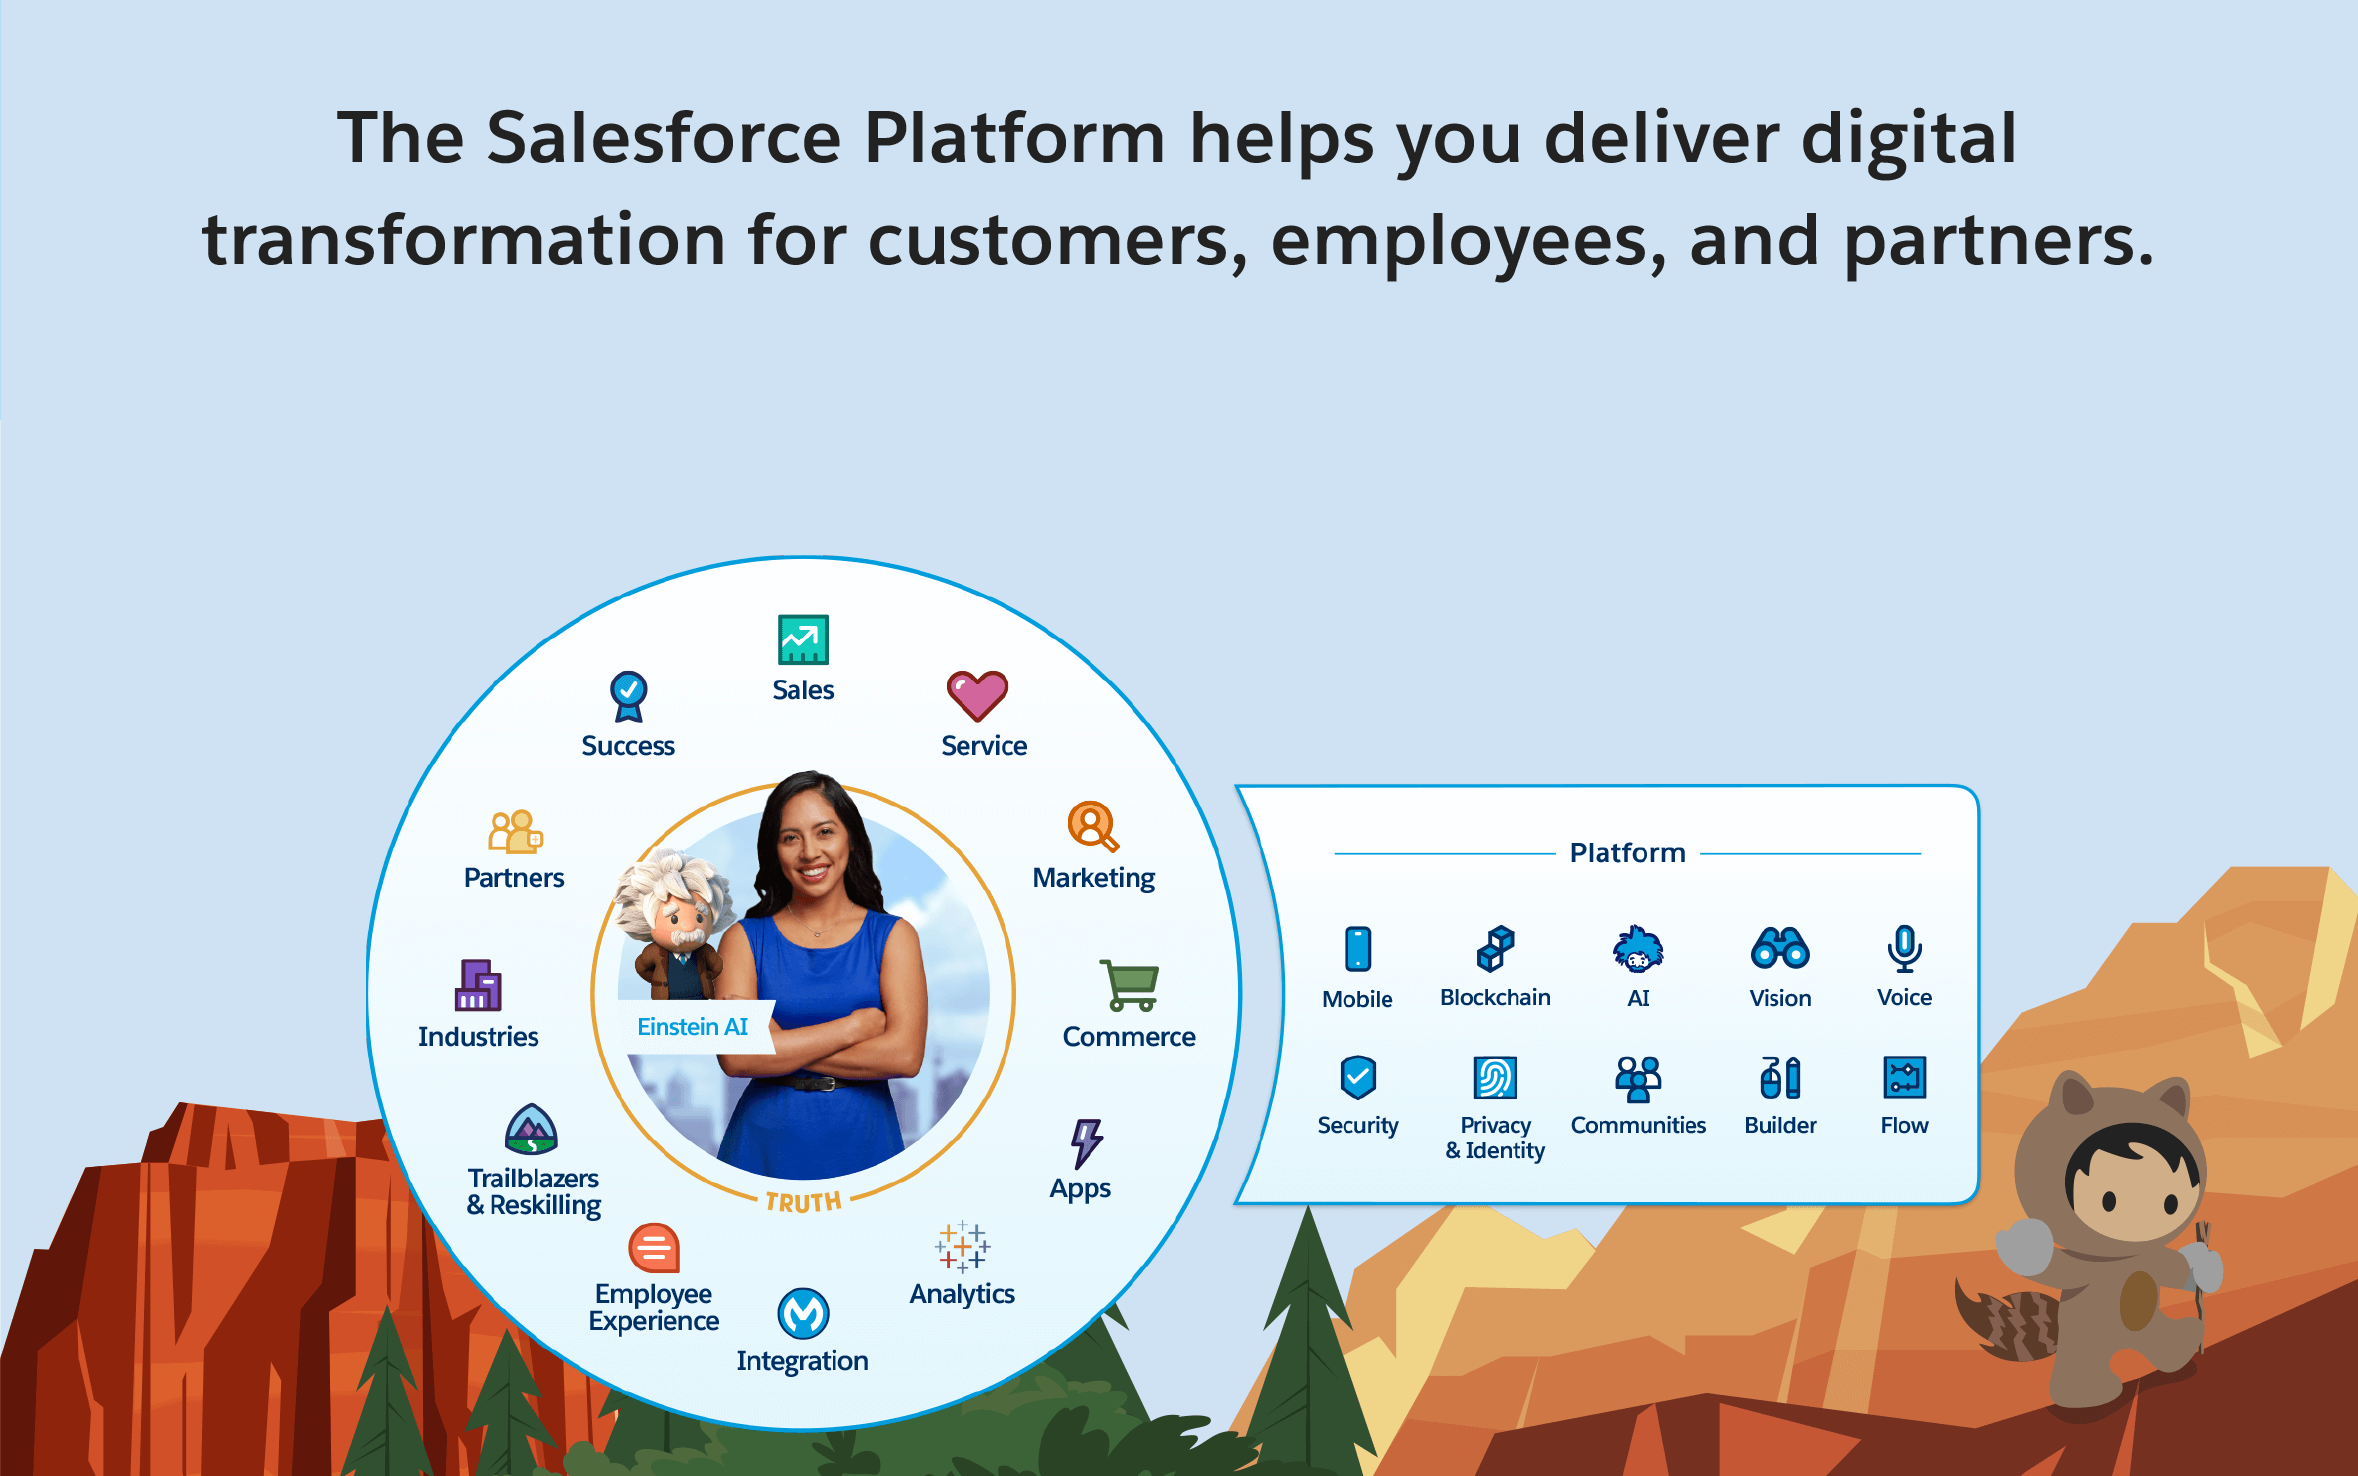 The Salesforce Platform helps you deliver digital
transformation for customers, employees, and partners.
Sales
Success
Service
Partners
Marketing
Einstein AI
Industries
Commerce
Trailblazers
& Reskilling
Apps
TRUTH
Employee
Experience
Analytics
Integration
Platform
Mobile
Blockchain
AI
Vision
Voice
Security
Privacy
& Identity
Communities
Builder
Flow